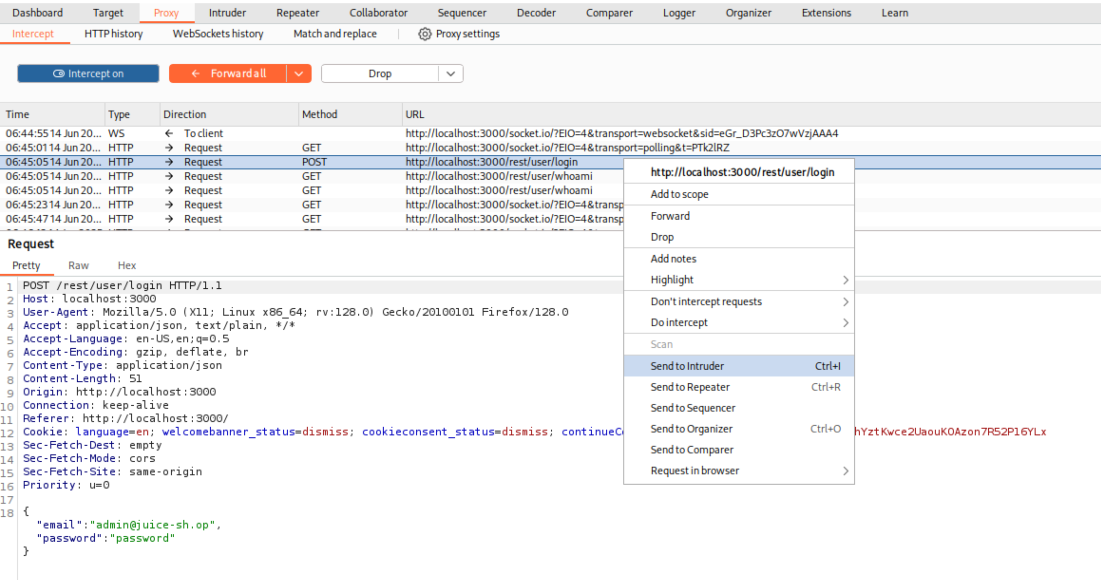 Dashboard Target Proxy Intruder Repeater Collaborator Sequencer Decoder Comparer Logger Organizer Extensions Learn
Intercept HTTP history WebSockets history Match and replace Proxy settings
Intercept on Forward all Drop
Time Type Direction Method URL
06:44:55 14 Jun 20... WS ← To client http://localhost:3000/socket.io/?EIO=4&transport=websocket&sid=eGr_D3Pc3zO7wVzjAAA4
06:45:01 14 Jun 20... HTTP → Request GET http://localhost:3000/socket.io/?EIO=4&transport=polling&t=PTk2lRZ
06:45:05 14 Jun 20... HTTP → Request POST http://localhost:3000/rest/user/login
06:45:05 14 Jun 20... HTTP → Request GET http://localhost:3000/rest/user/whoami
06:45:05 14 Jun 20... HTTP → Request GET http://localhost:3000/rest/user/whoami
06:45:23 14 Jun 20... HTTP → Request GET http://localhost:3000/socket.io/?EIO=4&transp
06:45:47 14 Jun 20... HTTP → Request GET http://localhost:3000/socket.io/?EIO=4&transp
http://localhost:3000/rest/user/login
Add to scope
Forward
Drop
Add notes
Highlight
Don't intercept requests
Do intercept
Scan
Send to Intruder Ctrl+I
Send to Repeater Ctrl+R
Send to Sequencer
Send to Organizer Ctrl+O
Send to Comparer
Request in browser
Request
Pretty Raw Hex
1 POST /rest/user/login HTTP/1.1
2 Host: localhost:3000
3 User-Agent: Mozilla/5.0 (X11; Linux x86_64; rv:128.0) Gecko/20100101 Firefox/128.0
4 Accept: application/json, text/plain, */*
5 Accept-Language: en-US,en;q=0.5
6 Accept-Encoding: gzip, deflate, br
7 Content-Type: application/json
8 Content-Length: 51
9 Origin: http://localhost:3000
10 Connection: keep-alive
11 Referer: http://localhost:3000/
12 Cookie: language=en; welcomebanner_status=dismiss; cookieconsent_status=dismiss; continueC hYztKwce2UaouKOAzon7R52P16YLx
13 Sec-Fetch-Dest: empty
14 Sec-Fetch-Mode: cors
15 Sec-Fetch-Site: same-origin
16 Priority: u=0
17
18 {
"email":"admin@juice-sh.op",
"password":"password"
}